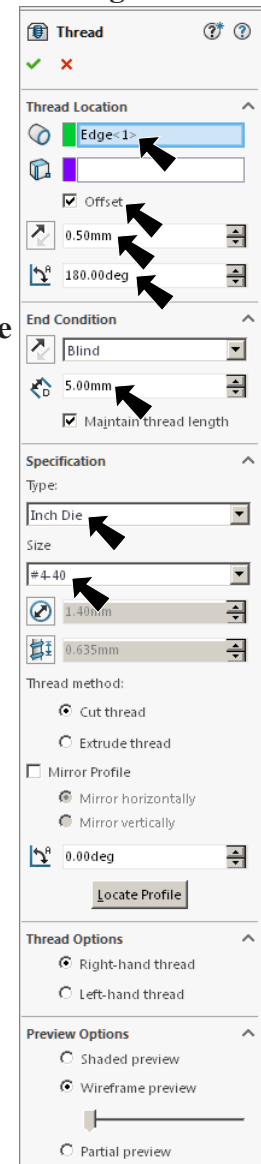 Thread
Thread Location
Edge<1>
Offset
0.50mm
180.00deg
e
End Condition
Blind
5.00mm
Maintain thread length
Specification
Type:
Inch Die
Size
#4-40
1.40mm
0.635mm
Thread method:
Cut thread
Extrude thread
Mirror Profile
Mirror horizontally
Mirror vertically
0.00deg
Locate Profile
Thread Options
Right-hand thread
Left-hand thread
Preview Options
Shaded preview
Wireframe preview
Partial preview